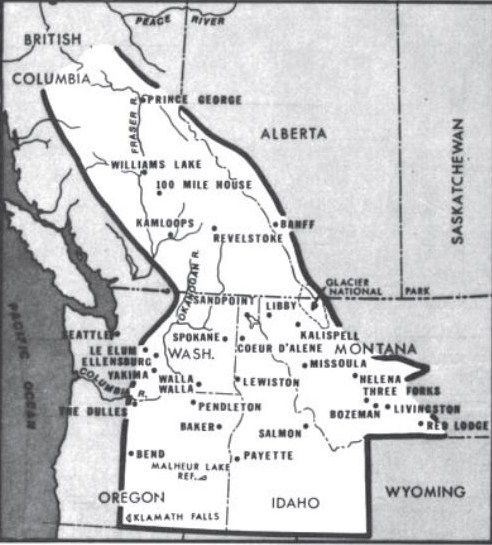 PEACE RIVER
BRITISH
COLUMBIA
PRINCE GEORGE
FRASER R.
ALBERTA
SASKATCHEWAN
WILLIAMS LAKE
100 MILE HOUSE
KAMLOOPS
BANFF
REVELSTOKE
OKANOGAN R.
GLACIER
NATIONAL PARK
SANDPOINT
LIBBY
SEATTLE
SPOKANE
KALISPELL
LE ELUM
WASH.
COEUR D'ALENE
MONTANA
ELLENSBURG
MISSOULA
YAKIMA
WALLA
WALLA
LEWISTON
HELENA
COLUMBIA R.
THREE FORKS
THE DULLES
PENDLETON
BOZEMAN
LIVINGSTON
BAKER
SALMON
RED LODGE
BEND
PAYETTE
MALHEUR LAKE
REF.
PACIFIC OCEAN
OREGON
IDAHO
WYOMING
KLAMATH FALLS